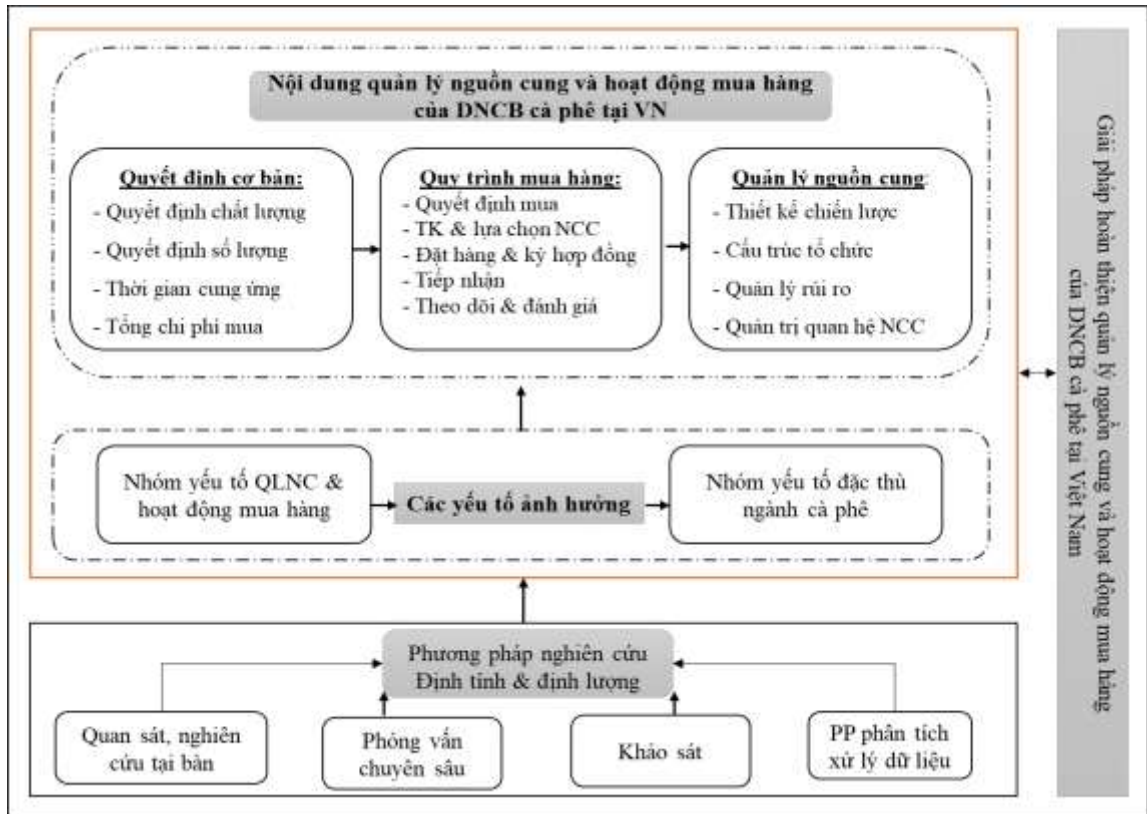 Nội dung quản lý nguồn cung và hoạt động mua hàng
của DNCB cà phê tại VN
Quyết định cơ bản:
- Quyết định chất lượng
- Quyết định số lượng
- Thời gian cung ứng
- Tổng chi phí mua
Quy trình mua hàng:
- Quyết định mua
- TK & lựa chọn NCC
- Đặt hàng & ký hợp đồng
- Tiếp nhận
- Theo dõi & đánh giá
Quản lý nguồn cung:
- Thiết kế chiến lược
- Cấu trúc tổ chức
- Quản lý rủi ro
- Quản trị quan hệ NCC
Nhóm yếu tố QLNC &
hoạt động mua hàng
Các yếu tố ảnh hưởng
Nhóm yếu tố đặc thù
ngành cà phê
Phương pháp nghiên cứu
Định tính & định lượng
Quan sát, nghiên
cứu tại bàn
Phỏng vấn
chuyên sâu
Khảo sát
PP phân tích
xử lý dữ liệu
Giải pháp hoàn thiện quản lý nguồn cung và hoạt động mua hàng
của DNCB cà phê tại Việt Nam